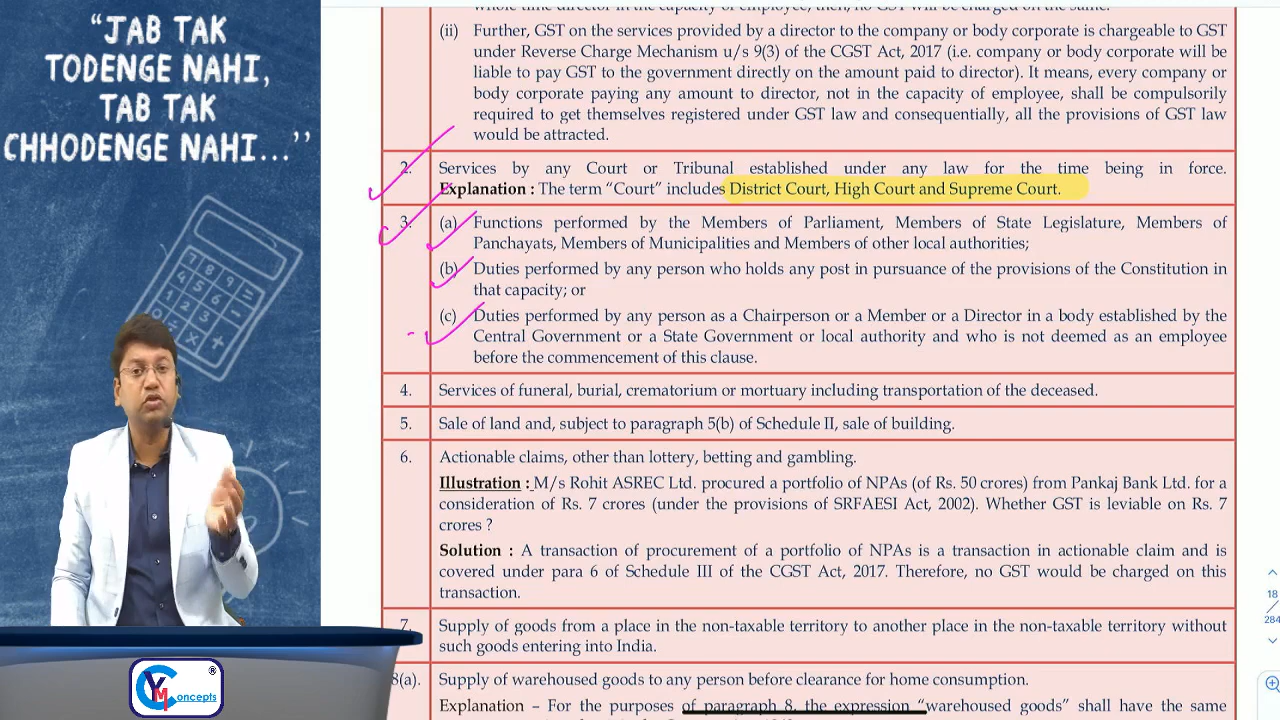 “JAB TAK
TODENGE NAHI,
TAB TAK
CHHODENGE NAHI...’’
whole time director in the capacity of employee, then, no GST will be charged on the same.
(ii) Further, GST on the services provided by a director to the company or body corporate is chargeable to GST
under Reverse Charge Mechanism u/s 9(3) of the CGST Act, 2017 (i.e. company or body corporate will be
liable to pay GST to the government directly on the amount paid to director). It means, every company or
body corporate paying any amount to director, not in the capacity of employee, shall be compulsorily
required to get themselves registered under GST law and consequentially, all the provisions of GST law
would be attracted.
2. Services by any Court or Tribunal established under any law for the time being in force.
Explanation : The term “Court” includes District Court, High Court and Supreme Court.
3. (a) Functions performed by the Members of Parliament, Members of State Legislature, Members of
Panchayats, Members of Municipalities and Members of other local authorities;
(b) Duties performed by any person who holds any post in pursuance of the provisions of the Constitution in
that capacity; or
(c) Duties performed by any person as a Chairperson or a Member or a Director in a body established by the
Central Government or a State Government or local authority and who is not deemed as an employee
before the commencement of this clause.
4. Services of funeral, burial, crematorium or mortuary including transportation of the deceased.
5. Sale of land and, subject to paragraph 5(b) of Schedule II, sale of building.
6. Actionable claims, other than lottery, betting and gambling.
Illustration : M/s Rohit ASREC Ltd. procured a portfolio of NPAs (of Rs. 50 crores) from Pankaj Bank Ltd. for a
consideration of Rs. 7 crores (under the provisions of SRFAESI Act, 2002). Whether GST is leviable on Rs. 7
crores ?
Solution : A transaction of procurement of a portfolio of NPAs is a transaction in actionable claim and is
covered under para 6 of Schedule III of the CGST Act, 2017. Therefore, no GST would be charged on this
transaction.
7. Supply of goods from a place in the non-taxable territory to another place in the non-taxable territory without
such goods entering into India.
8(a). Supply of warehoused goods to any person before clearance for home consumption.
Explanation – For the purposes of paragraph 8, the expression “warehoused goods” shall have the same
18
/
284
YM Concepts ®